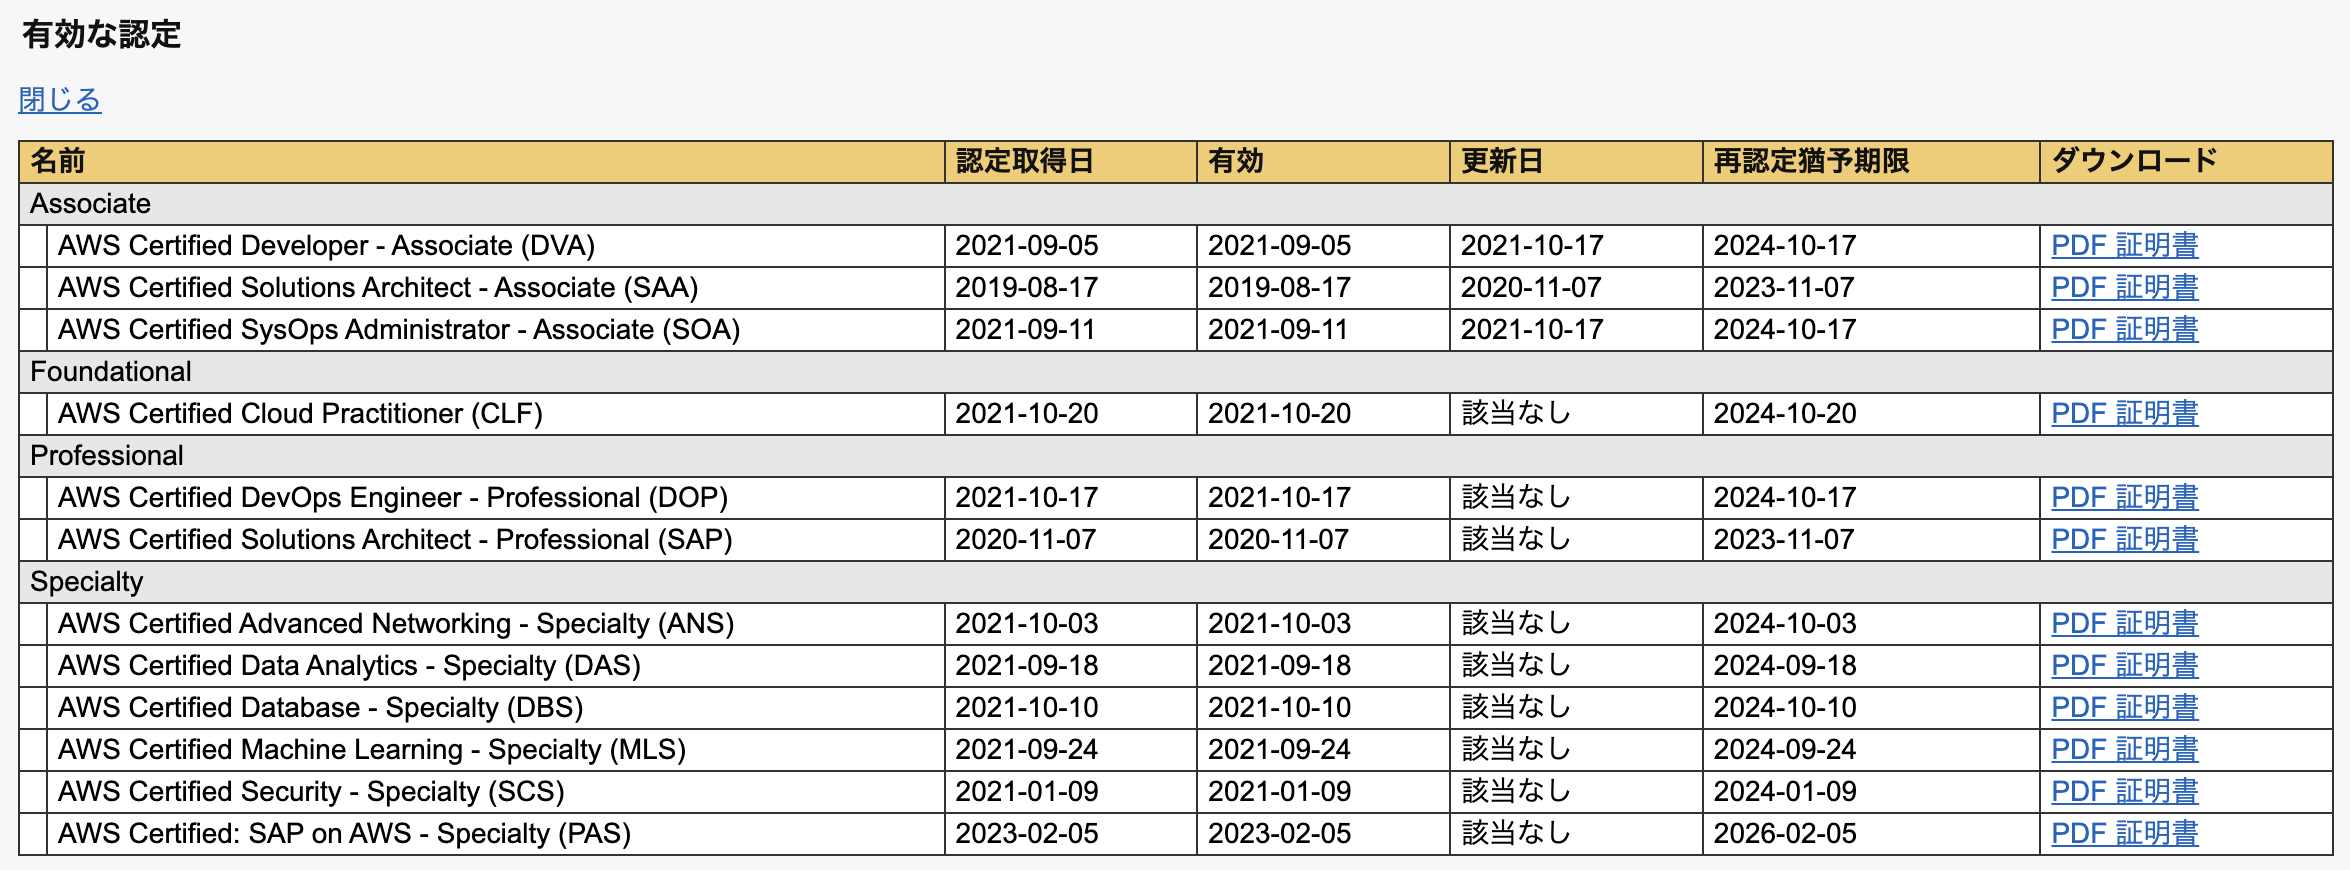 有効な認定
閉じる
名前 認定取得日 有効 更新日 再認定猶予期限 ダウンロード
Associate
AWS Certified Developer - Associate (DVA) 2021-09-05 2021-09-05 2021-10-17 2024-10-17 PDF 証明書
AWS Certified Solutions Architect - Associate (SAA) 2019-08-17 2019-08-17 2020-11-07 2023-11-07 PDF 証明書
AWS Certified SysOps Administrator - Associate (SOA) 2021-09-11 2021-09-11 2021-10-17 2024-10-17 PDF 証明書
Foundational
AWS Certified Cloud Practitioner (CLF) 2021-10-20 2021-10-20 該当なし 2024-10-20 PDF 証明書
Professional
AWS Certified DevOps Engineer - Professional (DOP) 2021-10-17 2021-10-17 該当なし 2024-10-17 PDF 証明書
AWS Certified Solutions Architect - Professional (SAP) 2020-11-07 2020-11-07 該当なし 2023-11-07 PDF 証明書
Specialty
AWS Certified Advanced Networking - Specialty (ANS) 2021-10-03 2021-10-03 該当なし 2024-10-03 PDF 証明書
AWS Certified Data Analytics - Specialty (DAS) 2021-09-18 2021-09-18 該当なし 2024-09-18 PDF 証明書
AWS Certified Database - Specialty (DBS) 2021-10-10 2021-10-10 該当なし 2024-10-10 PDF 証明書
AWS Certified Machine Learning - Specialty (MLS) 2021-09-24 2021-09-24 該当なし 2024-09-24 PDF 証明書
AWS Certified Security - Specialty (SCS) 2021-01-09 2021-01-09 該当なし 2024-01-09 PDF 証明書
AWS Certified: SAP on AWS - Specialty (PAS) 2023-02-05 2023-02-05 該当なし 2026-02-05 PDF 証明書